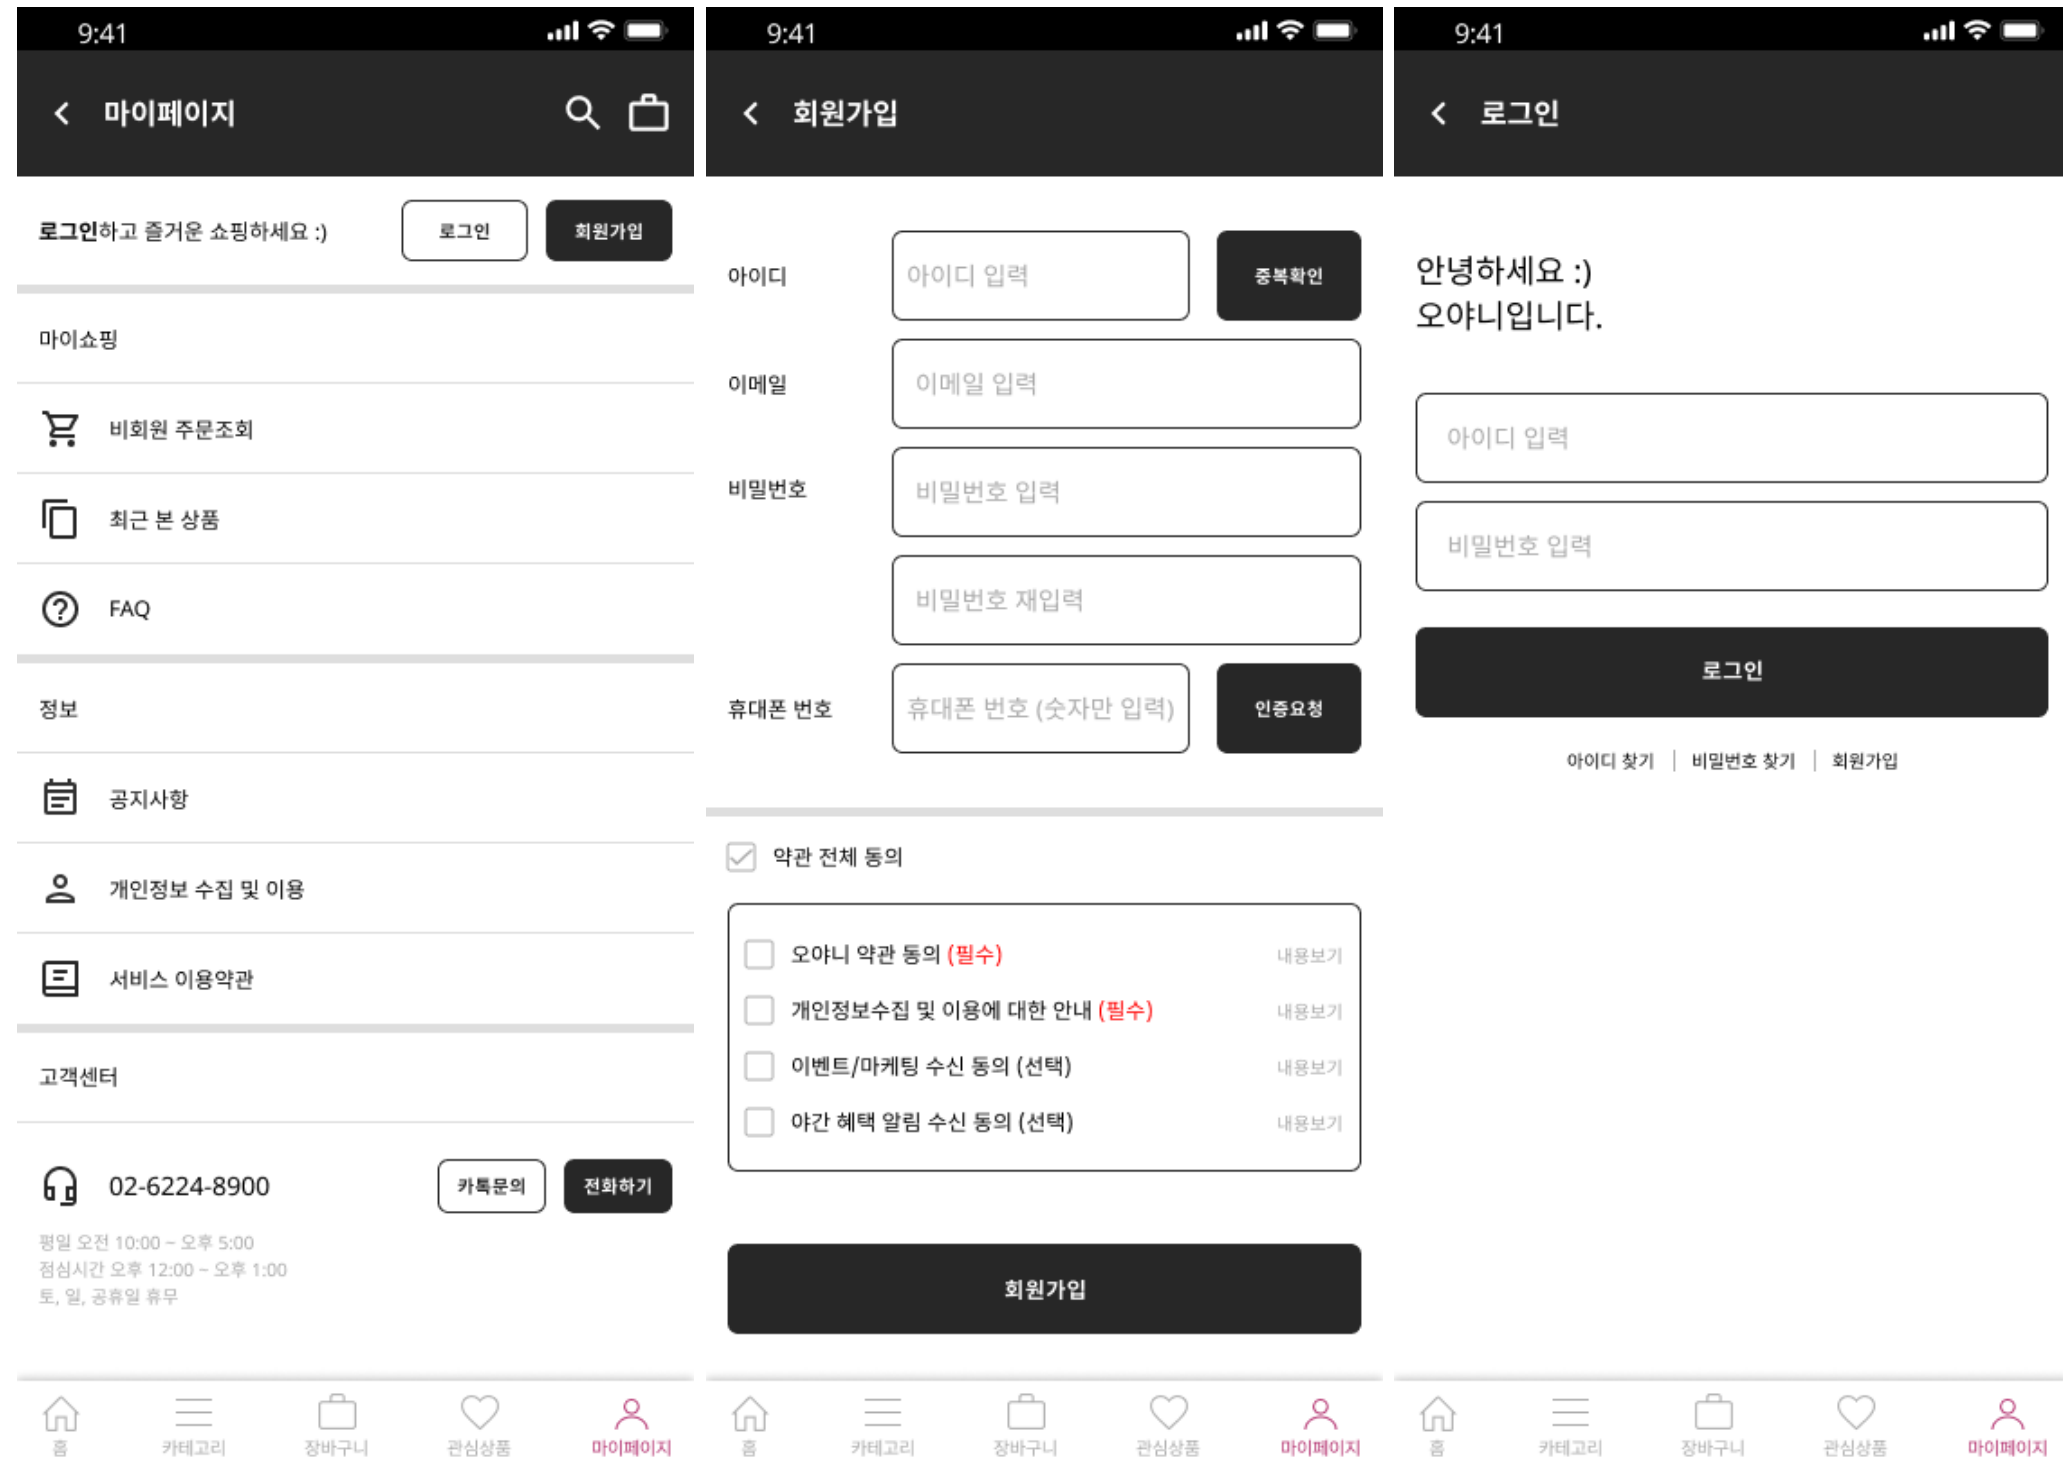 9:41
마이페이지
로그인하고 즐거운 쇼핑하세요 :)
로그인
회원가입
마이쇼핑
비회원 주문조회
최근 본 상품
FAQ
정보
공지사항
개인정보 수집 및 이용
서비스 이용약관
고객센터
02-6224-8900
카톡문의
전화하기
평일 오전 10:00 ~ 오후 5:00
점심시간 오후 12:00 ~ 오후 1:00
토, 일, 공휴일 휴무
홈
카테고리
장바구니
관심상품
마이페이지
9:41
회원가입
아이디
아이디 입력
중복확인
이메일
이메일 입력
비밀번호
비밀번호 입력
비밀번호 재입력
휴대폰 번호
휴대폰 번호 (숫자만 입력)
인증요청
약관 전체 동의
오야니 약관 동의 (필수)
내용보기
개인정보수집 및 이용에 대한 안내 (필수)
내용보기
이벤트/마케팅 수신 동의 (선택)
내용보기
야간 혜택 알림 수신 동의 (선택)
내용보기
회원가입
홈
카테고리
장바구니
관심상품
마이페이지
9:41
로그인
안녕하세요 :)
오야니입니다.
아이디 입력
비밀번호 입력
로그인
아이디 찾기
비밀번호 찾기
회원가입
홈
카테고리
장바구니
관심상품
마이페이지